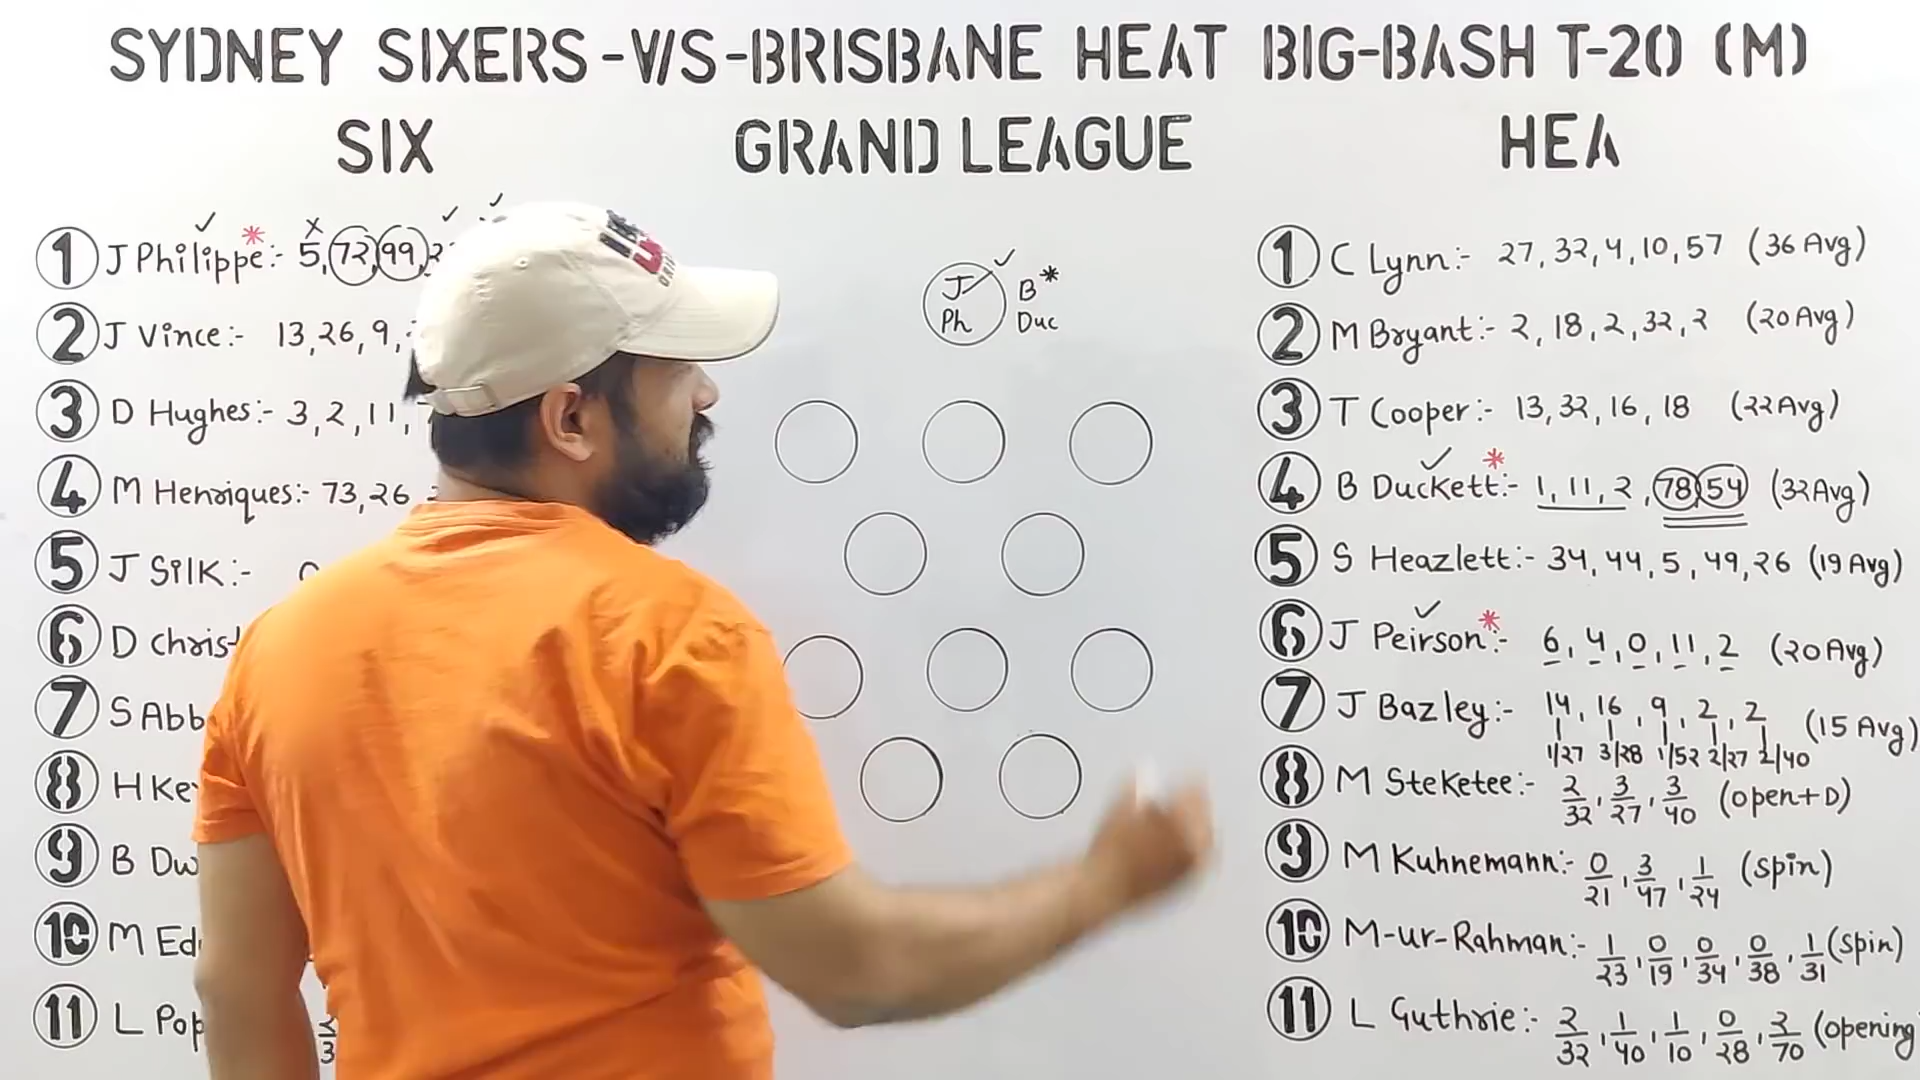 SYDNEY SIXERS -V/S- BRISBANE HEAT BIG-BASH T-20 (M)
SIX
GRAND LEAGUE
HEA
1 J Philippe:- 5, 72, 99,
2 J Vince:- 13, 26, 9,
3 D Hughes:- 3, 2, 11,
4 M Henriques:- 73, 26
5 J SilK:-
6 D
7 S
8 H
9 B
10 M
11 L
J
Ph
B*
Duc
1 C Lynn:- 27, 32, 4, 10, 57 (36 Avg)
2 M Bryant:- 2, 18, 2, 32, 2 (20 Avg)
3 T Cooper:- 13, 32, 16, 18 (22 Avg)
4 B Duckett*:- 1, 11, 2, 78, 54 (32 Avg)
5 S Heazlett:- 34, 44, 5, 49, 26 (19 Avg)
6 J Peirson*:- 6, 4, 0, 11, 2 (20 Avg)
7 J Bazley:- 14, 16, 9, 2, 2 (15 Avg)
1/27 3/28 1/52 2/27 2/40
8 M Steketee:- 2/32, 3/27, 3/40 (open+D)
9 M Kuhnemann:- 0/21, 3/47, 1/24 (spin)
10 M-ur-Rahman:- 1/23, 0/19, 0/34, 0/38, 1/31 (spin)
11 L Guthrie:- 2/32, 1/40, 1/10, 0/28, 2/70 (opening